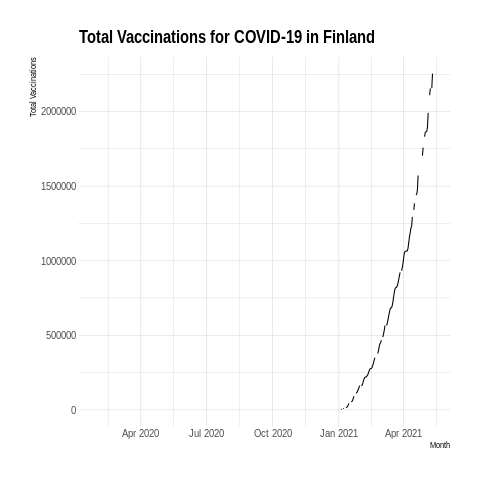 Total Vaccinations for COVID-19 in Finland
Total Vaccinations
2000000
1500000
1000000
500000
0
Apr 2020 Jul 2020 Oct 2020 Jan 2021 Apr 2021
Month